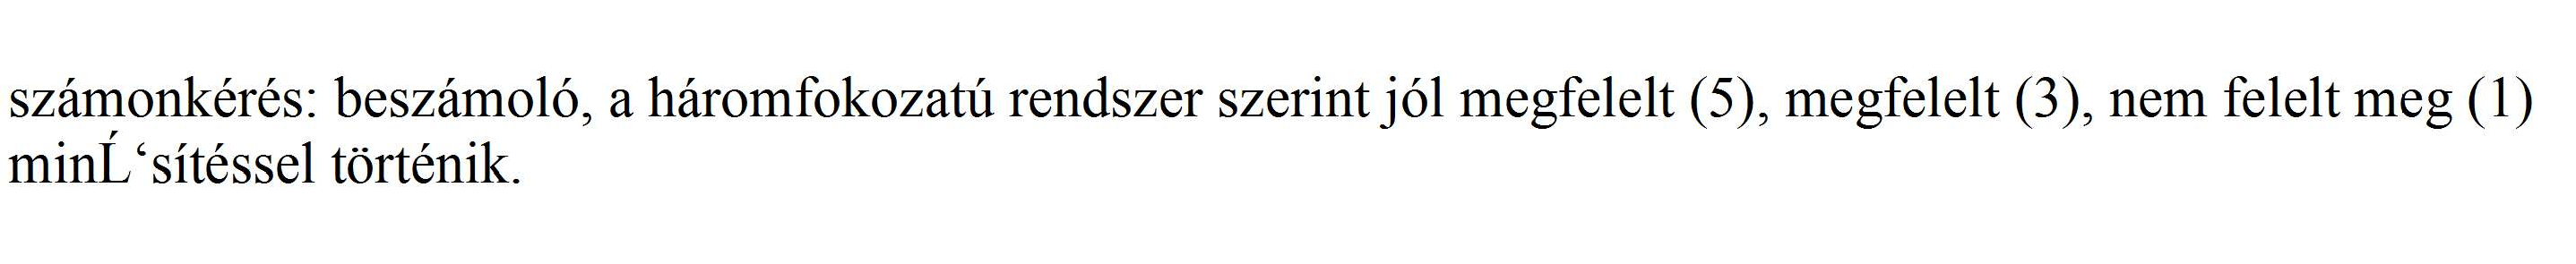 számonkérés: beszámoló, a háromfokozatú rendszer szerint jól megfelelt (5), megfelelt (3), nem felelt meg (1)
minĹ‘sítéssel történik.